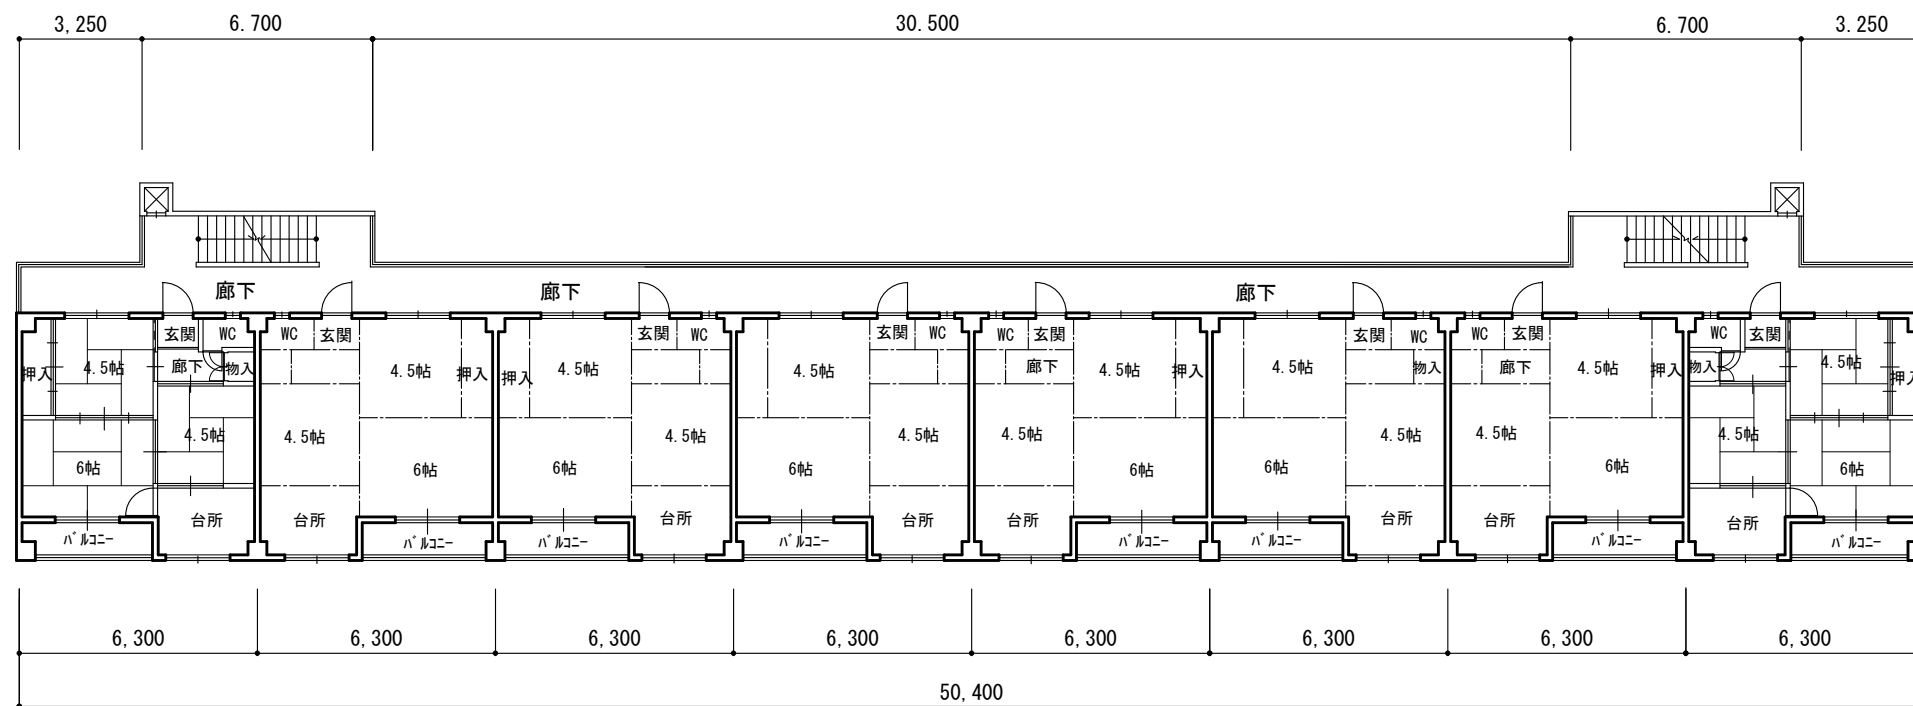 3,250
6.700
30.500
6.700
3.250
廊下
廊下
廊下
玄関 WC WC 玄関 玄関 WC 玄関 WC WC 玄関 玄関 WC WC 玄関 WC 玄関
押入 4.5帖 廊下 物入 4.5帖 押入 押入 4.5帖 4.5帖 廊下 4.5帖 押入 4.5帖 物入 廊下 4.5帖 押入 物入 4.5帖 押入
4.5帖 4.5帖 4.5帖 4.5帖 4.5帖 4.5帖 4.5帖 4.5帖
6帖 6帖 6帖 6帖 6帖 6帖 6帖 6帖
台所 台所 台所 台所 台所 台所 台所 台所
バルコニー バルコニー バルコニー バルコニー バルコニー バルコニー バルコニー バルコニー
6,300 6,300 6,300 6,300 6,300 6,300 6,300 6,300
50,400